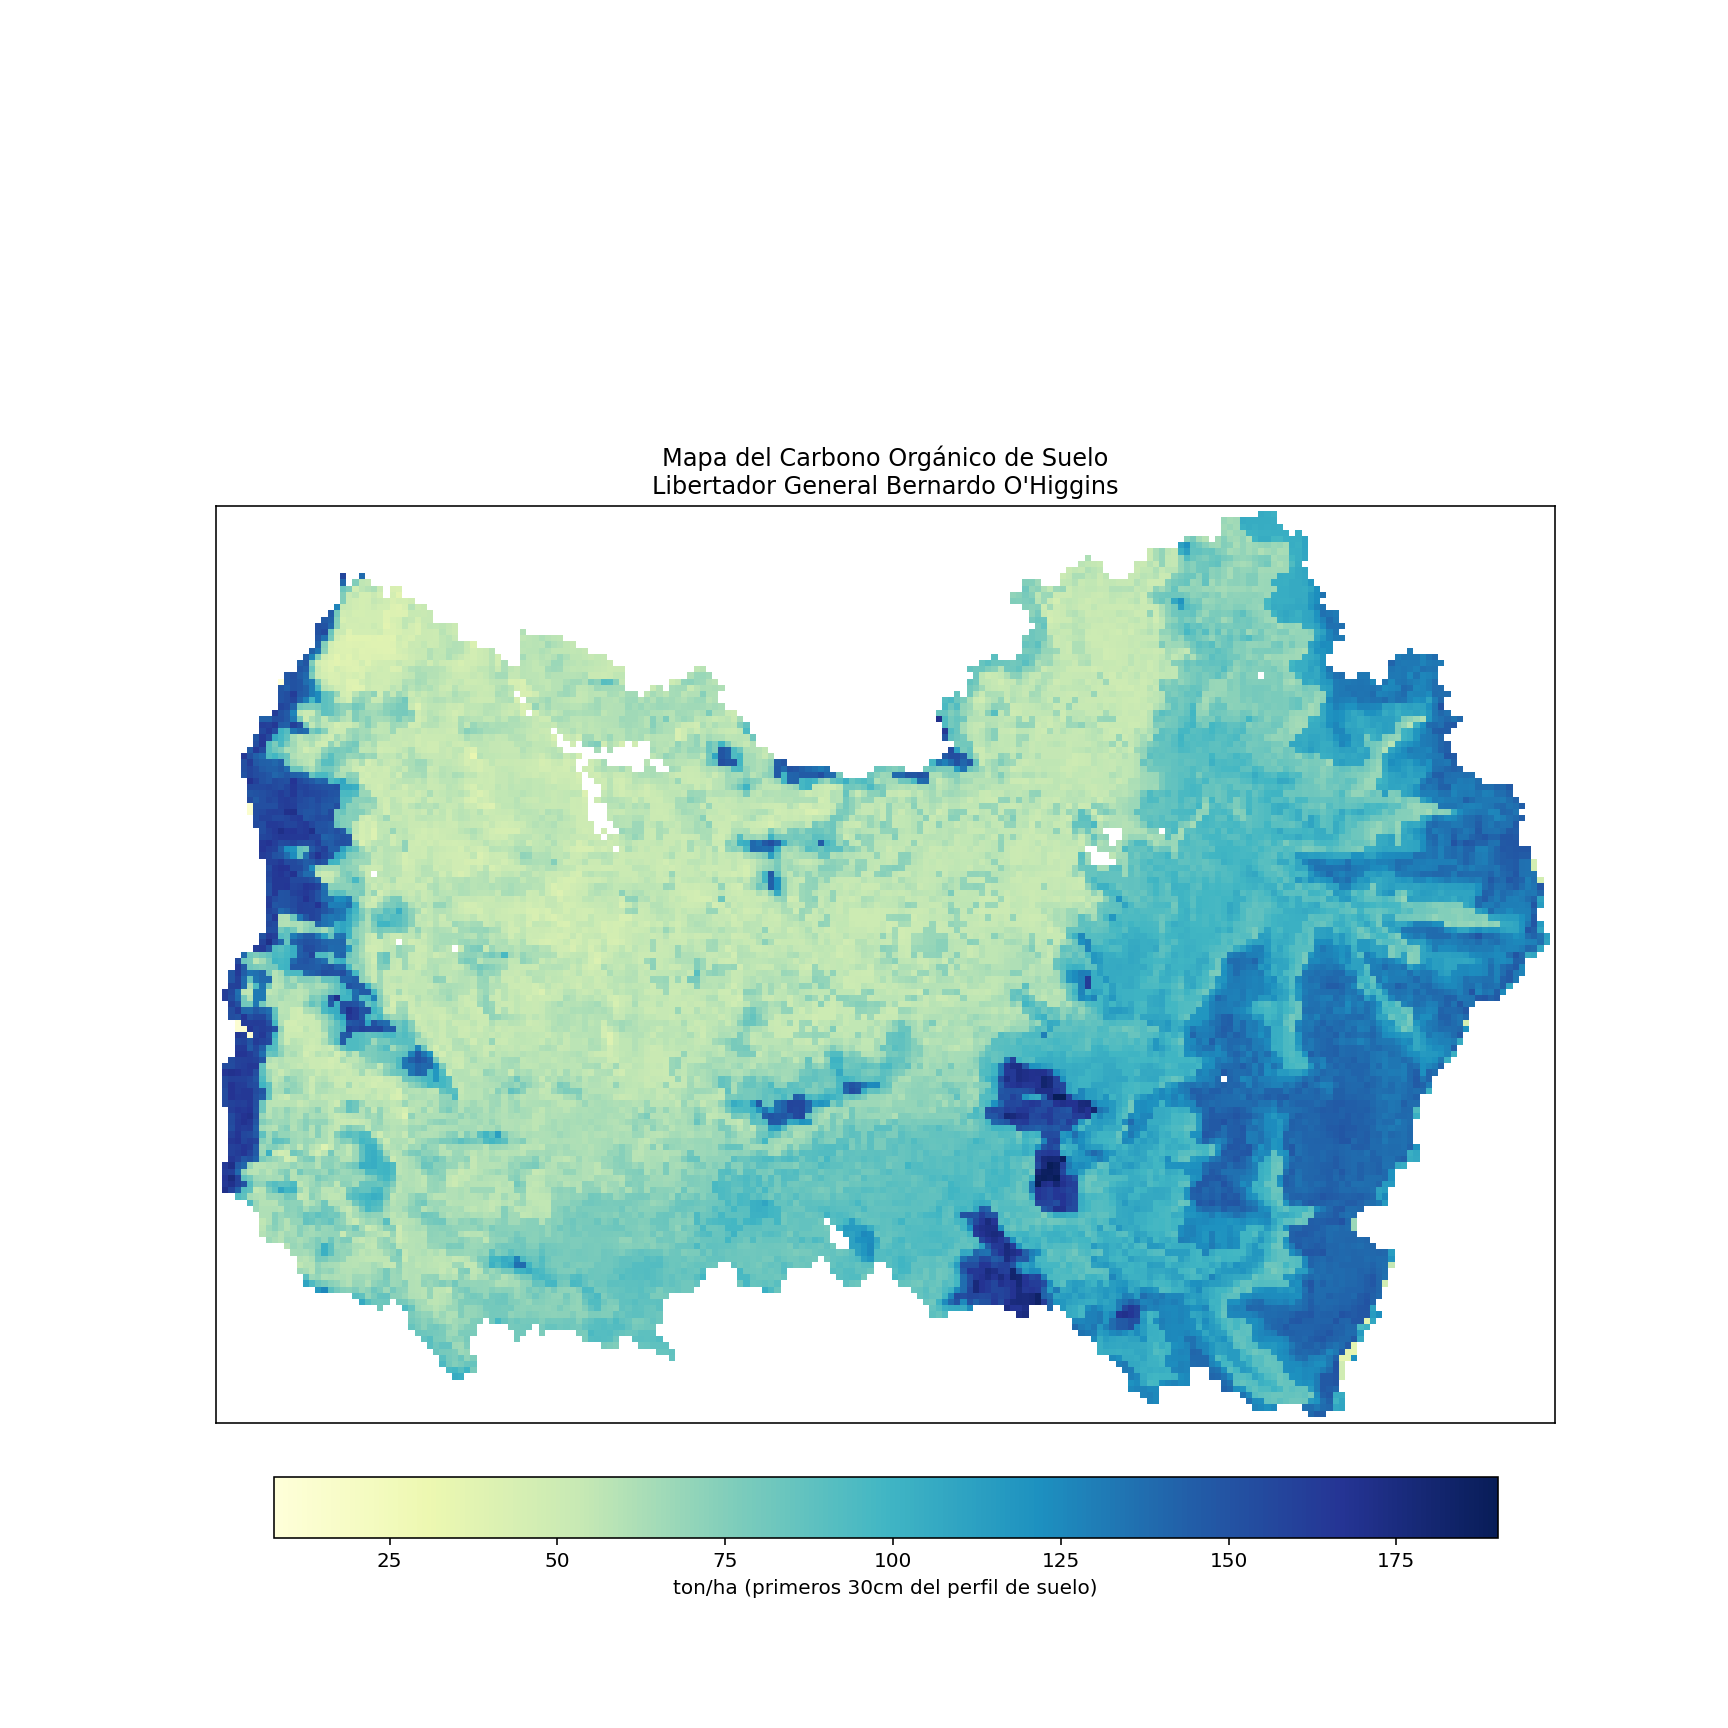 Mapa del Carbono Orgánico de Suelo
Libertador General Bernardo O'Higgins
25 50 75 100 125 150 175
ton/ha (primeros 30cm del perfil de suelo)